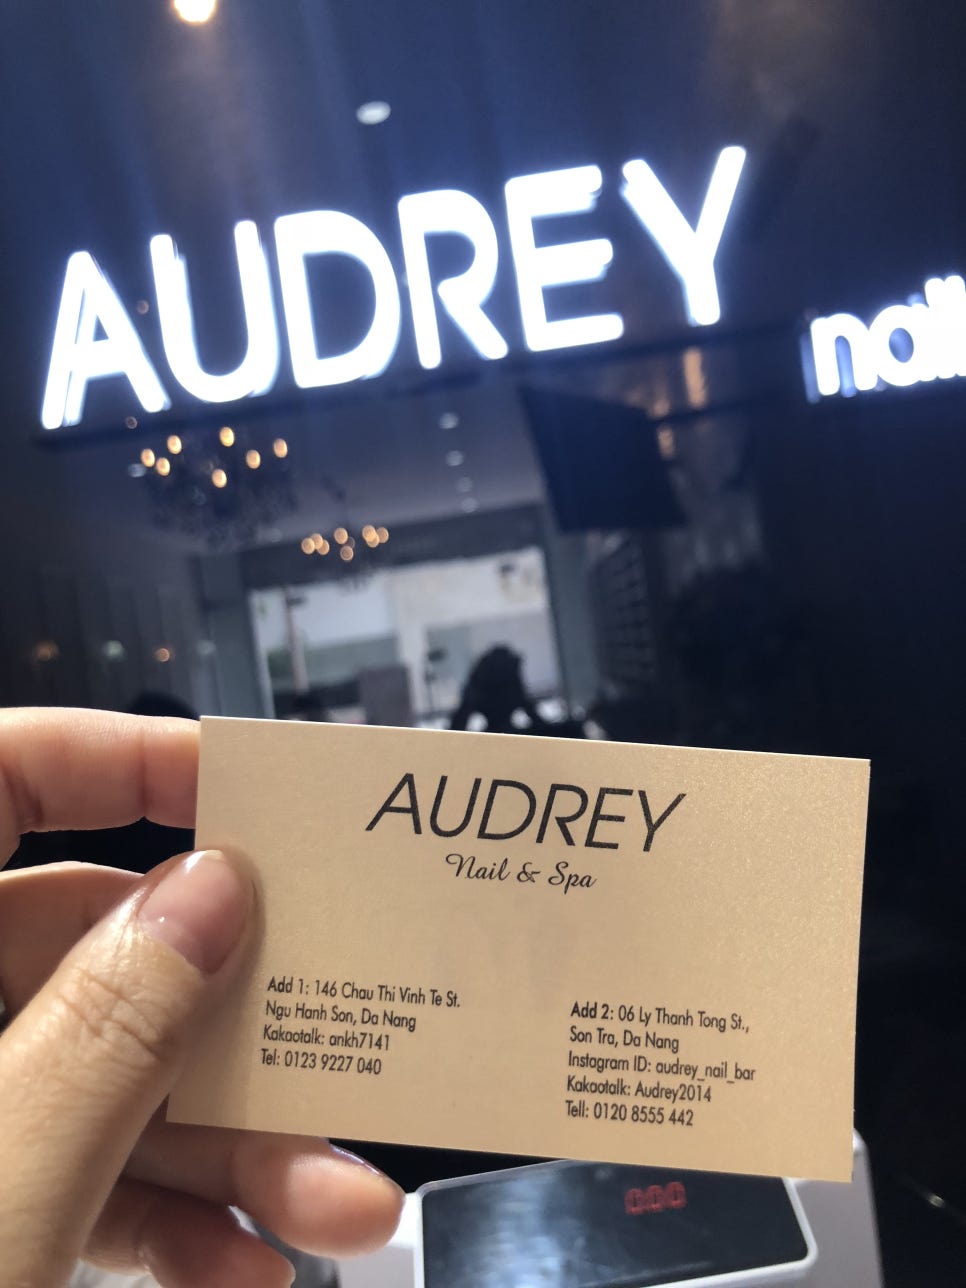 AUDREY
nail
AUDREY
Nail & Spa
Add 1: 146 Chau Thi Vinh Te St.
Ngu Hanh Son, Da Nang
Kakaotalk: ankh7141
Tel: 0123 9227 040
Add 2: 06 Ly Thanh Tong St.,
Son Tra, Da Nang
Instagram ID: audrey_nail_bar
Kakaotalk: Audrey2014
Tell: 0120 8555 442
000